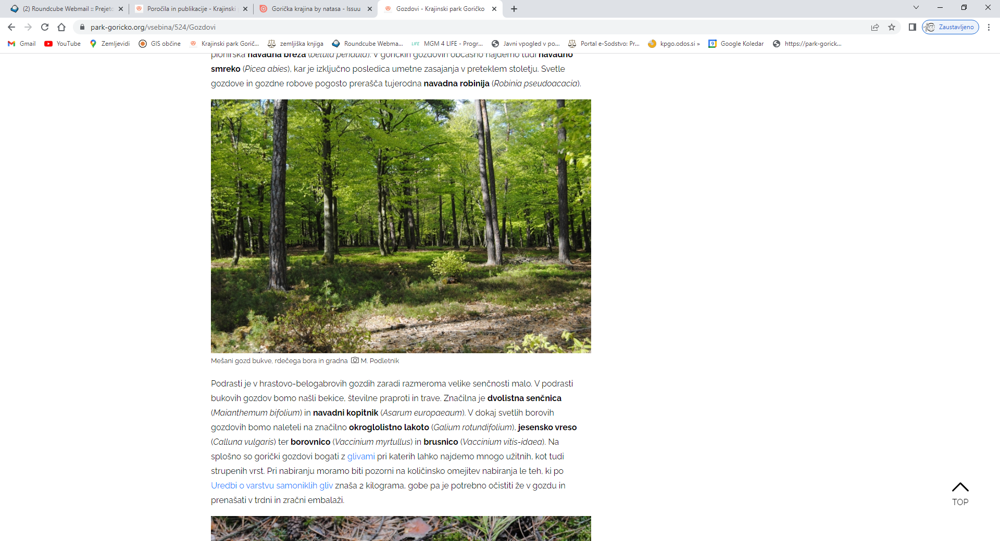 (2) Roundcube Webmail :: Prejeto
Poročila in publikacije - Krajinski
Gorička krajina by natasa - Issuu
Gozdovi - Krajinski park Goričko
park-goricko.org/vsebina/524/Gozdovi
Zaustavljeno
Gmail
YouTube
Zemljevidi
GIS občine
Krajinski park Gorič...
zemljiška knjiga
Roundcube Webma...
LIFE MGM 4 LIFE - Progr...
Javni vpogled v po...
Portal e-Sodstvo: Pr...
kpgo.odos.si »
9 Google Koledar
https://park-gorick...
pionirska navadna breza (Betula pendula). V goričkih gozdovih občasno najdemo tudi navadno
smreko (Picea abies), kar je izključno posledica umetne zasajanja v preteklem stoletju. Svetle
gozdove in gozdne robove pogosto prerašča tujerodna navadna robinija (Robinia pseudoacacia).
Mešani gozd bukve, rdečega bora in gradna M. Podletnik
Podrasti je v hrastovo-belogabrovih gozdih zaradi razmeroma velike senčnosti malo. V podrasti
bukovih gozdov bomo našli bekice, številne praproti in trave. Značilna je dvolistna senčnica
(Maianthemum bifolium) in navadni kopitnik (Asarum europaeaum). V dokaj svetlih borovih
gozdovih bomo naleteli na značilno okroglolistno lakoto (Galium rotundifolium), jesensko vreso
(Calluna vulgaris) ter borovnico (Vaccinium myrtullus) in brusnico (Vaccinium vitis-idaea). Na
splošno so gorički gozdovi bogati z glivami pri katerih lahko najdemo mnogo užitnih, kot tudi
strupenih vrst. Pri nabiranju moramo biti pozorni na količinsko omejitev nabiranja le teh, ki po
Uredbi o varstvu samoniklih gliv znaša 2 kilograma, gobe pa je potrebno očistiti že v gozdu in
prenašati v trdni in zračni embalaži.
TOP